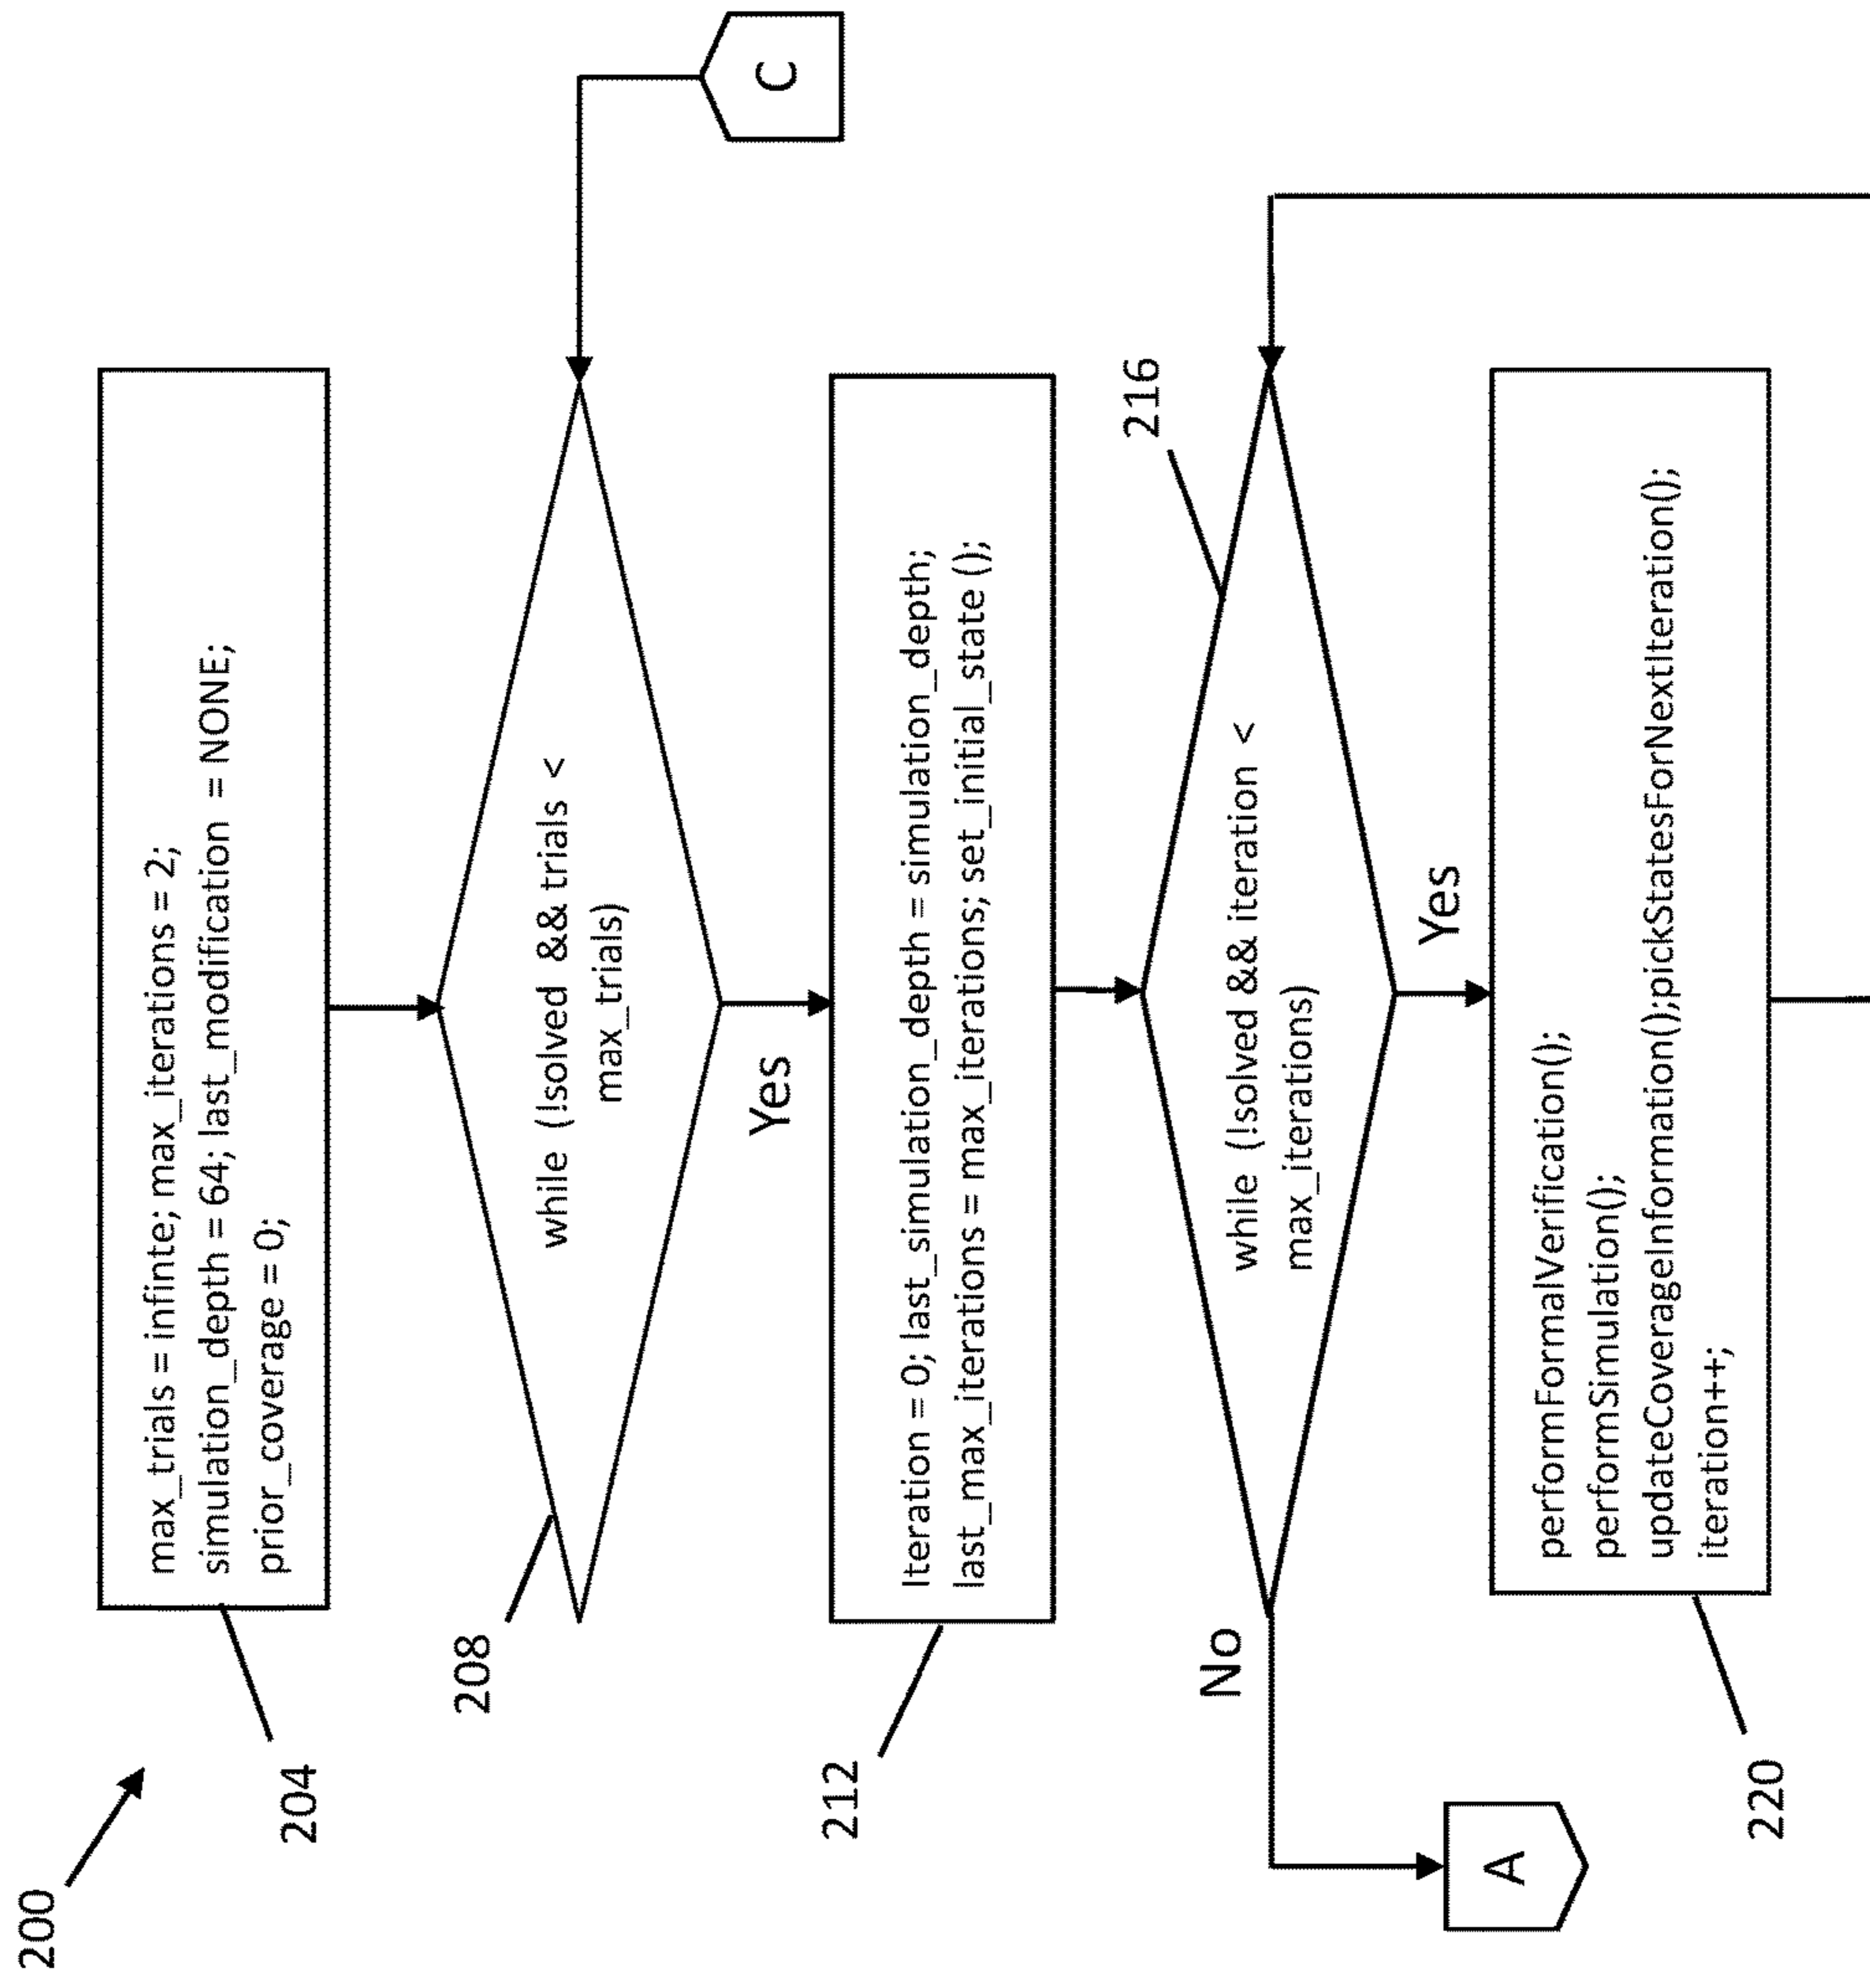 200
204
max_trials = infinte; max_iterations = 2;
simulation_depth = 64; last_modification = NONE;
prior_coverage = 0;
208
while (!solved && trials <
max_trials)
C
Yes
212
Iteration = 0; last_simulation_depth = simulation_depth;
last_max_iterations = max_iterations; set_initial_state ();
216
while (!solved && iteration <
max_iterations)
No
A
Yes
220
performFormalVerification();
performSimulation();
updateCoverageInformation();pickStatesForNextIteration();
iteration++;